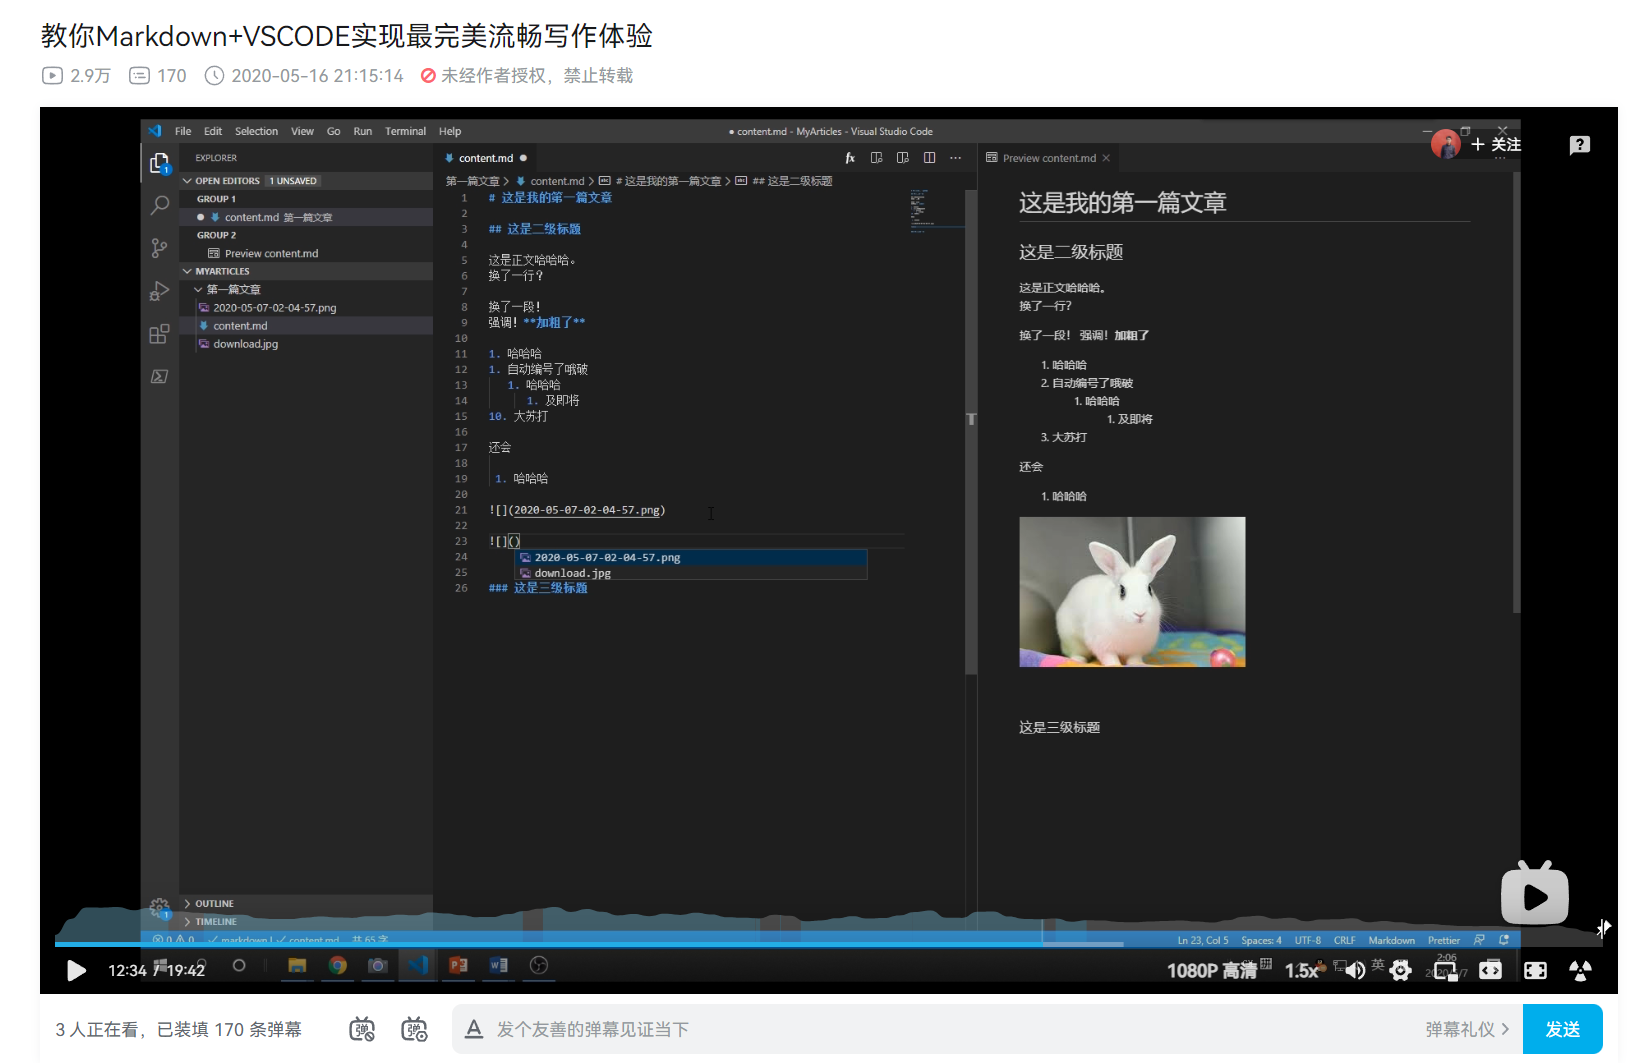 教你Markdown+VSCODE实现最完美流畅写作体验
2.9万 170 2020-05-16 21:15:14 未经作者授权，禁止转载
File Edit Selection View Go Run Terminal Help
● content.md - MyArticles - Visual Studio Code
+ 关注
EXPLORER
OPEN EDITORS 1 UNSAVED
GROUP 1
content.md 第一篇文章
GROUP 2
Preview content.md
MYARTICLES
第一篇文章
2020-05-07-02-04-57.png
content.md
download.jpg
OUTLINE
TIMELINE
content.md
第一篇文章 > content.md > # 这是我的第一篇文章 > ## 这是二级标题
1 # 这是我的第一篇文章
2
3 ## 这是二级标题
4
5 这是正文哈哈哈。
6 换了一行？
7
8 换了一段！
9 强调！**加粗了**
10
11 1. 哈哈哈
12 1. 自动编号了哦破
13 1. 哈哈哈
14 1. 及即将
15 10. 大苏打
16
17 还会
18
19 1. 哈哈哈
20
21 ![](2020-05-07-02-04-57.png)
22
23 ![]()
24 2020-05-07-02-04-57.png
25 download.jpg
26 ### 这是三级标题
Preview content.md
这是我的第一篇文章
这是二级标题
这是正文哈哈哈。
换了一行？
换了一段！ 强调！加粗了
1. 哈哈哈
2. 自动编号了哦破
1. 哈哈哈
1. 及即将
3. 大苏打
还会
1. 哈哈哈
这是三级标题
0 0 markdown | content.md 共 65 字
Ln 23, Col 5 Spaces: 4 UTF-8 CRLF Markdown Prettier
12:34 / 19:42
1080P 高清 1.5x 英 2:06
3 人正在看，已装填 170 条弹幕
发个友善的弹幕见证当下
弹幕礼仪 >
发送